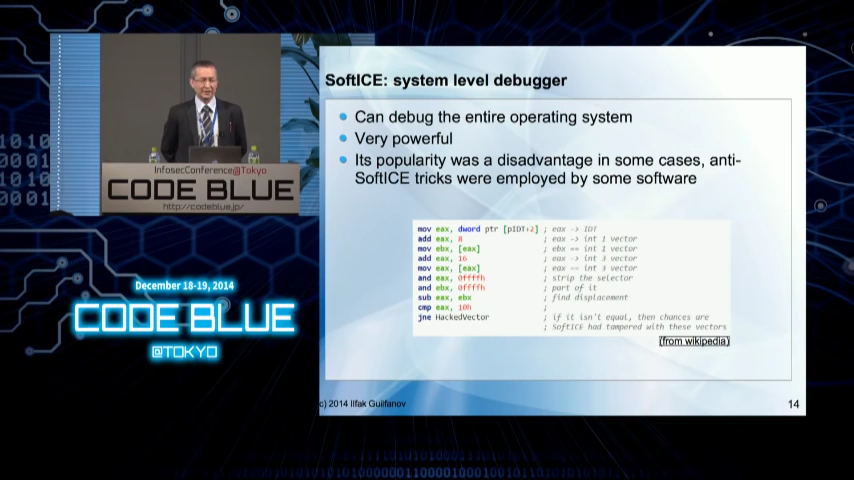 InfosecConference@Tokyo
CODE BLUE
http://codeblue.jp/
December 18-19, 2014
CODE BLUE
@TOKYO
SoftICE: system level debugger
Can debug the entire operating system
Very powerful
Its popularity was a disadvantage in some cases, anti-
SoftICE tricks were employed by some software
mov eax, dword ptr [pIDT+2] ; eax -> IDT
add eax, 8 ; eax -> int 1 vector
mov ebx, [eax] ; ebx == int 1 vector
add eax, 16 ; eax -> int 3 vector
mov eax, [eax] ; eax == int 3 vector
and eax, 0ffffh ; strip the selector
and ebx, 0ffffh ; part of it
sub eax, ebx ; find displacement
cmp eax, 10h ;
jne HackedVector ; if it isn't equal, then chances are
; SoftICE had tampered with these vectors
(from wikipedia)
c) 2014 Ilfak Guilfanov
14